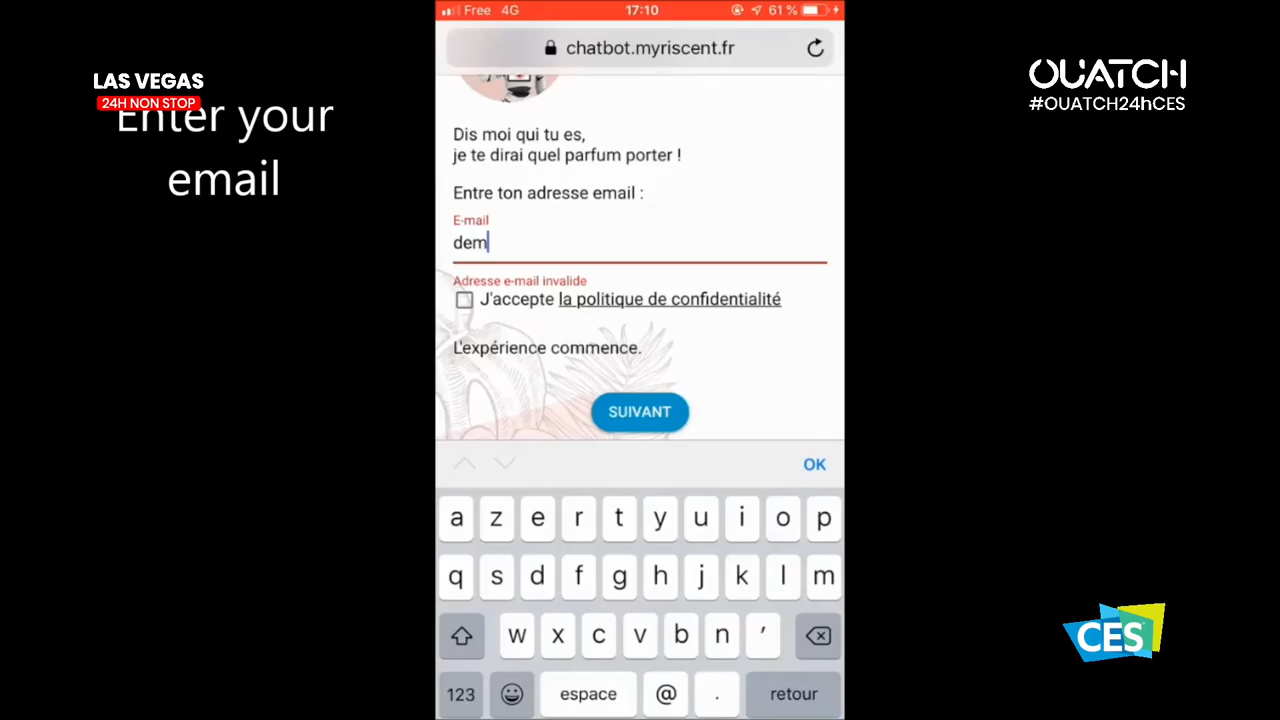 Free 4G 17:10 61 %
chatbot.myriscent.fr
LAS VEGAS
24H NON STOP
Enter your
email
OUATCH
#OUATCH24hCES
Dis moi qui tu es,
je te dirai quel parfum porter !
Entre ton adresse email :
E-mail
dem
Adresse e-mail invalide
J'accepte la politique de confidentialité
L'expérience commence.
SUIVANT
OK
a z e r t y u i o p
q s d f g h j k l m
w x c v b n ’
123 espace @ . retour
CES